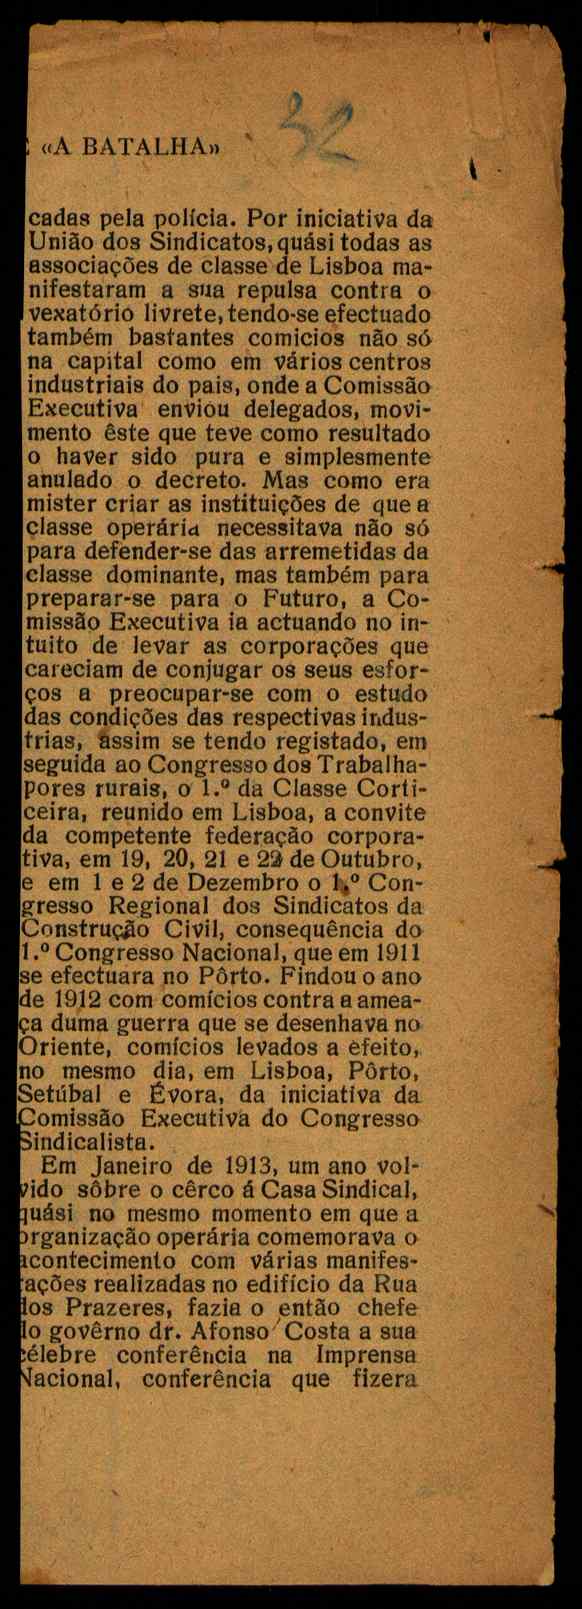 32
«A BATALHA»
cadas pela polícia. Por iniciativa da
União dos Sindicatos, quási todas as
associações de classe de Lisboa ma-
nifestaram a sua repulsa contra o
vexatório livrete, tendo-se efectuado
também bastantes comicios não só
na capital como em vários centros
industriais do pais, onde a Comissão
Executiva enviou delegados, movi-
mento êste que teve como resultado
o haver sido pura e simplesmente
anulado o decreto. Mas como era
mister criar as instituições de que a
classe operária necessitava não só
para defender-se das arremetidas da
classe dominante, mas também para
preparar-se para o Futuro, a Co-
missão Executiva ia actuando no in-
tuito de levar as corporações que
careciam de conjugar os seus esfor-
ços a preocupar-se com o estudo
das condições das respectivas indus-
trias, assim se tendo registado, em
seguida ao Congresso dos Trabalha-
pores rurais, o 1.º da Classe Corti-
ceira, reunido em Lisboa, a convite
da competente federação corpora-
tiva, em 19, 20, 21 e 22 de Outubro,
e em 1 e 2 de Dezembro o 1.º Con-
gresso Regional dos Sindicatos da
Construção Civil, consequência do
1.º Congresso Nacional, que em 1911
se efectuara no Pôrto. Findou o ano
de 1912 com comícios contra a amea-
ça duma guerra que se desenhava no
Oriente, comícios levados a efeito,
no mesmo dia, em Lisboa, Pôrto,
Setúbal e Évora, da iniciativa da
Comissão Executiva do Congresso
Sindicalista.
Em Janeiro de 1913, um ano vol-
vido sôbre o cêrco á Casa Sindical,
quási no mesmo momento em que a
organização operária comemorava o
acontecimento com várias manifes-
tações realizadas no edifício da Rua
dos Prazeres, fazia o então chefe
do govêrno dr. Afonso Costa a sua
célebre conferência na Imprensa
Nacional, conferência que fizera